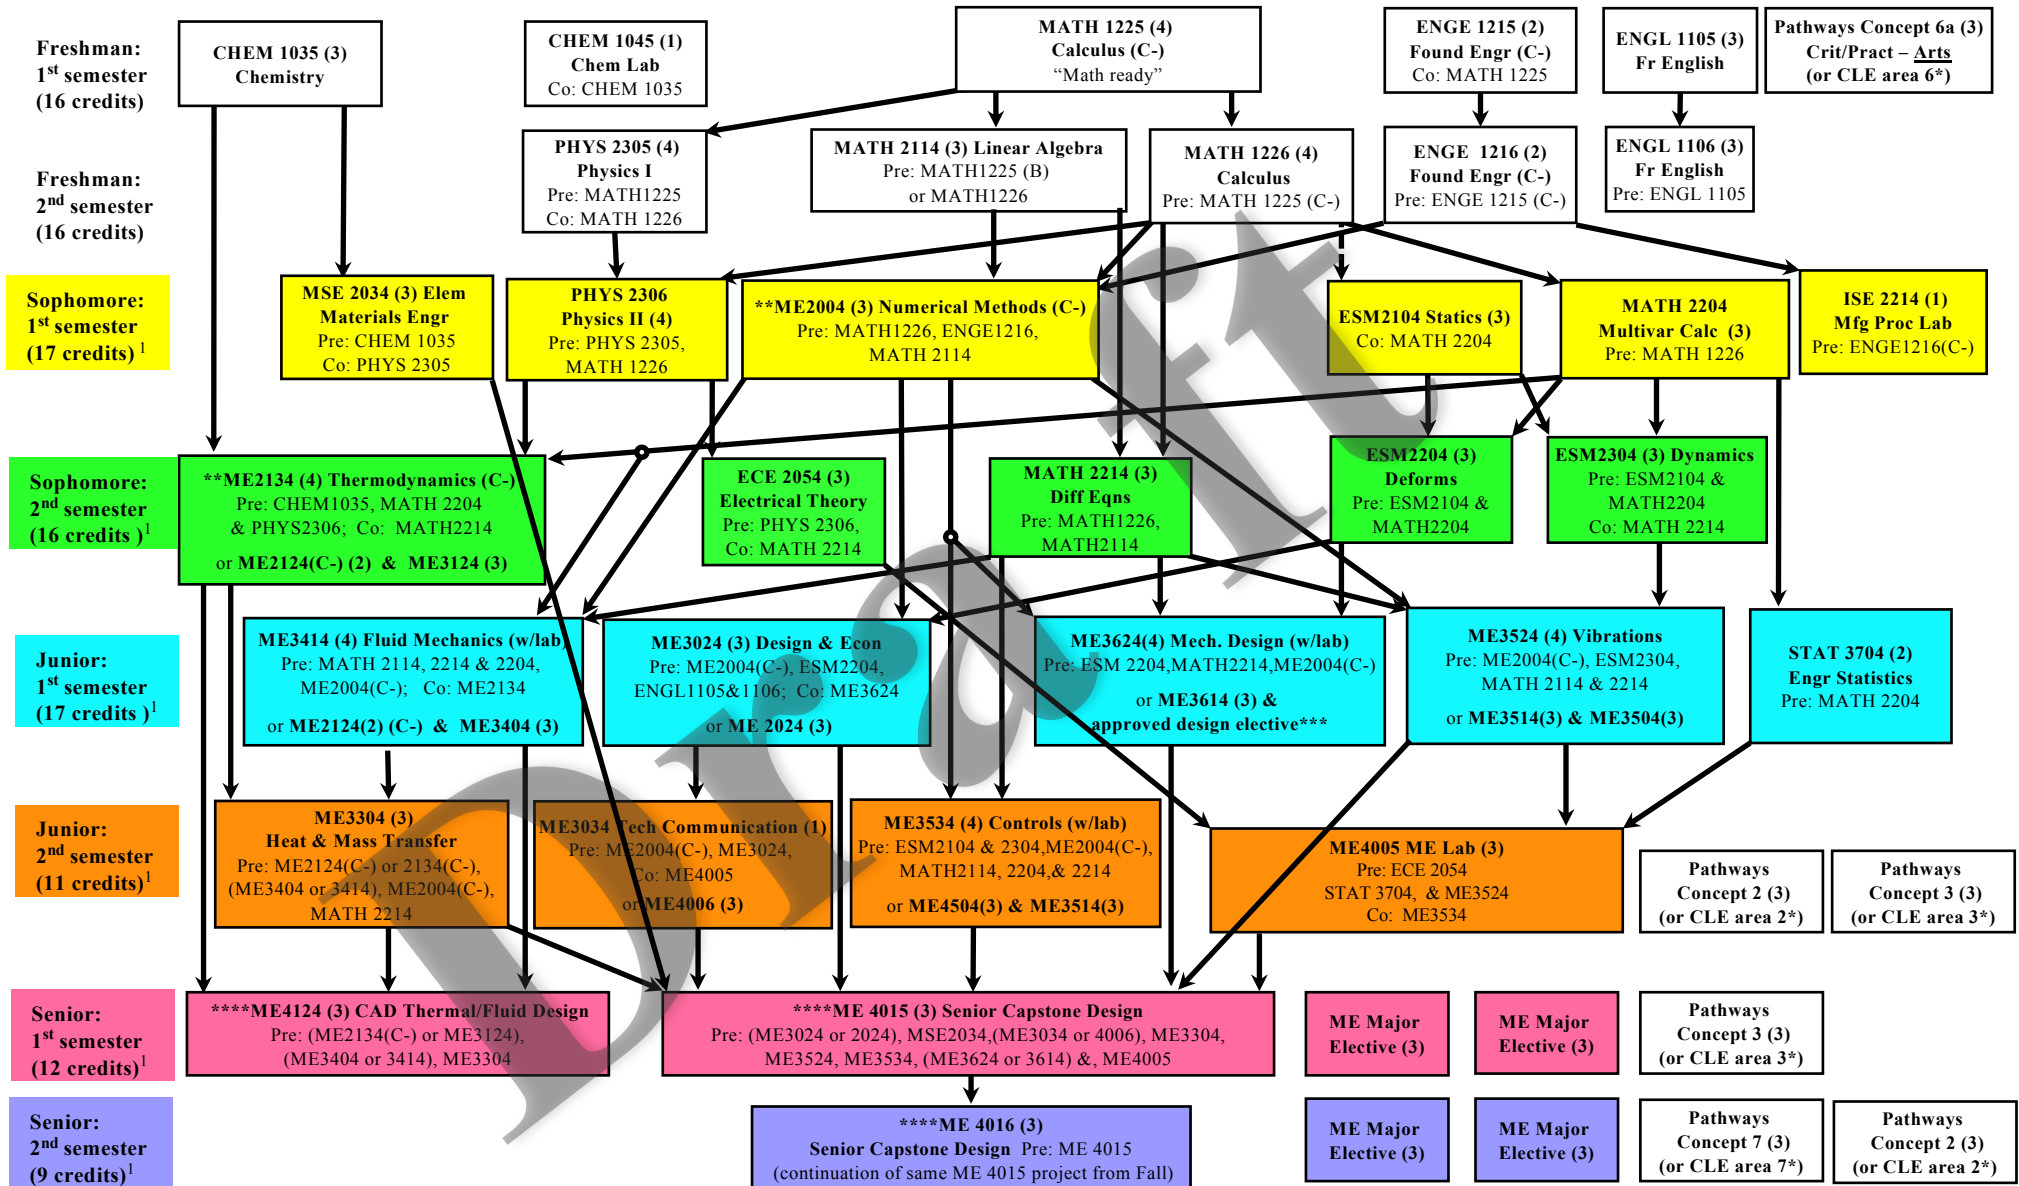 Freshman:
1st semester
(16 credits)
CHEM 1035 (3)
Chemistry
CHEM 1045 (1)
Chem Lab
Co: CHEM 1035
MATH 1225 (4)
Calculus (C-)
“Math ready”
ENGE 1215 (2)
Found Engr (C-)
Co: MATH 1225
ENGL 1105 (3)
Fr English
Pathways Concept 6a (3)
Crit/Pract – Arts
(or CLE area 6*)
Freshman:
2nd semester
(16 credits)
PHYS 2305 (4)
Physics I
Pre: MATH1225
Co: MATH 1226
MATH 2114 (3) Linear Algebra
Pre: MATH1225 (B)
or MATH1226
MATH 1226 (4)
Calculus
Pre: MATH 1225 (C-)
ENGE 1216 (2)
Found Engr (C-)
Pre: ENGE 1215 (C-)
ENGL 1106 (3)
Fr English
Pre: ENGL 1105
Sophomore:
1st semester
(17 credits) 1
MSE 2034 (3) Elem
Materials Engr
Pre: CHEM 1035
Co: PHYS 2305
PHYS 2306
Physics II (4)
Pre: PHYS 2305,
MATH 1226
**ME2004 (3) Numerical Methods (C-)
Pre: MATH1226, ENGE1216,
MATH 2114
ESM2104 Statics (3)
Co: MATH 2204
MATH 2204
Multivar Calc (3)
Pre: MATH 1226
ISE 2214 (1)
Mfg Proc Lab
Pre: ENGE1216(C-)
Sophomore:
2nd semester
(16 credits )1
**ME2134 (4) Thermodynamics (C-)
Pre: CHEM1035, MATH 2204
& PHYS2306; Co: MATH2214
or ME2124(C-) (2) & ME3124 (3)
ECE 2054 (3)
Electrical Theory
Pre: PHYS 2306,
Co: MATH 2214
MATH 2214 (3)
Diff Eqns
Pre: MATH1226,
MATH2114
ESM2204 (3)
Deforms
Pre: ESM2104 &
MATH2204
ESM2304 (3) Dynamics
Pre: ESM2104 &
MATH2204
Co: MATH 2214
Junior:
1st semester
(17 credits )1
ME3414 (4) Fluid Mechanics (w/lab)
Pre: MATH 2114, 2214 & 2204,
ME2004(C-); Co: ME2134
or ME2124(2) (C-) & ME3404 (3)
ME3024 (3) Design & Econ
Pre: ME2004(C-), ESM2204,
ENGL1105&1106; Co: ME3624
or ME 2024 (3)
ME3624(4) Mech. Design (w/lab)
Pre: ESM 2204,MATH2214,ME2004(C-)
or ME3614 (3) &
approved design elective***
ME3524 (4) Vibrations
Pre: ME2004(C-), ESM2304,
MATH 2114 & 2214
or ME3514(3) & ME3504(3)
STAT 3704 (2)
Engr Statistics
Pre: MATH 2204
Junior:
2nd semester
(11 credits)1
ME3304 (3)
Heat & Mass Transfer
Pre: ME2124(C-) or 2134(C-),
(ME3404 or 3414), ME2004(C-),
MATH 2214
ME3034 Tech Communication (1)
Pre: ME2004(C-), ME3024,
Co: ME4005
or ME4006 (3)
ME3534 (4) Controls (w/lab)
Pre: ESM2104 & 2304,ME2004(C-),
MATH2114, 2204,& 2214
or ME4504(3) & ME3514(3)
ME4005 ME Lab (3)
Pre: ECE 2054
STAT 3704, & ME3524
Co: ME3534
Pathways
Concept 2 (3)
(or CLE area 2*)
Pathways
Concept 3 (3)
(or CLE area 3*)
Senior:
1st semester
(12 credits)1
****ME4124 (3) CAD Thermal/Fluid Design
Pre: (ME2134(C-) or ME3124),
(ME3404 or 3414), ME3304
****ME 4015 (3) Senior Capstone Design
Pre: (ME3024 or 2024), MSE2034,(ME3034 or 4006), ME3304,
ME3524, ME3534, (ME3624 or 3614) &, ME4005
ME Major
Elective (3)
ME Major
Elective (3)
Pathways
Concept 3 (3)
(or CLE area 3*)
Senior:
2nd semester
(9 credits)1
****ME 4016 (3)
Senior Capstone Design Pre: ME 4015
(continuation of same ME 4015 project from Fall)
ME Major
Elective (3)
ME Major
Elective (3)
Pathways
Concept 7 (3)
(or CLE area 7*)
Pathways
Concept 2 (3)
(or CLE area 2*)
Draft